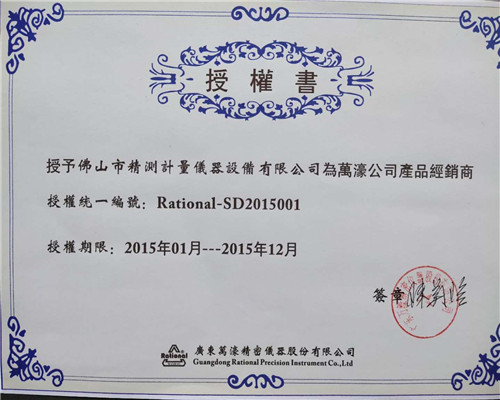 授權書
授予佛山市精測計量儀器設備有限公司為萬濠公司產品經銷商
授權統一編號：Rational-SD2015001
授權期限：2015年01月---2015年12月
簽章
Rational
廣東萬濠精密儀器股份有限公司
Guangdong Rational Precision Instrument Co.,Ltd